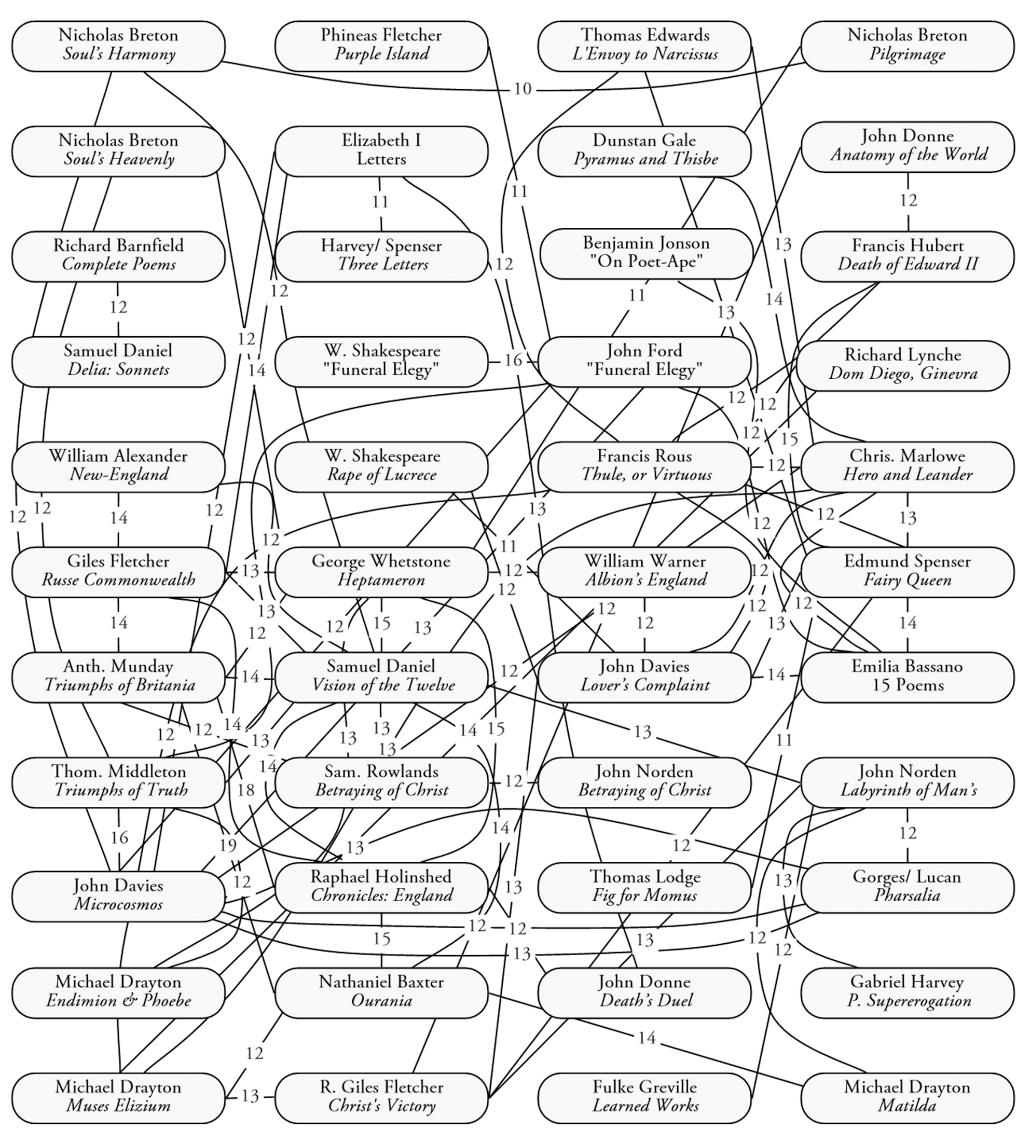 Nicholas Breton
Soul's Harmony
Phineas Fletcher
Purple Island
Thomas Edwards
L'Envoy to Narcissus
Nicholas Breton
Pilgrimage
10
Nicholas Breton
Soul's Heavenly
Elizabeth I
Letters
Dunstan Gale
Pyramus and Thisbe
John Donne
Anatomy of the World
11
11
12
Richard Barnfield
Complete Poems
Harvey/ Spenser
Three Letters
Benjamin Jonson
"On Poet-Ape"
Francis Hubert
Death of Edward II
12
13
12
12
11
13
14
Samuel Daniel
Delia: Sonnets
W. Shakespeare
"Funeral Elegy"
John Ford
"Funeral Elegy"
Richard Lynche
Dom Diego, Ginevra
12
14
16
12
12
12
15
William Alexander
New-England
W. Shakespeare
Rape of Lucrece
Francis Rous
Thule, or Virtuous
Chris. Marlowe
Hero and Leander
12
12
12
14
12
12
13
11
12
12
13
Giles Fletcher
Russe Commonwealth
George Whetstone
Heptameron
William Warner
Albion's England
Edmund Spenser
Fairy Queen
13
12
12
14
13
12
12
15
13
12
12
12
12
12
13
14
Anth. Munday
Triumphs of Britania
Samuel Daniel
Vision of the Twelve
John Davies
Lover's Complaint
Emilia Bassano
15 Poems
14
12
14
12
12
14
13
13
13
13
14
15
13
11
Thom. Middleton
Triumphs of Truth
Sam. Rowlands
Betraying of Christ
John Norden
Betraying of Christ
John Norden
Labyrinth of Man's
14
18
12
16
19
13
14
12
12
John Davies
Microcosmos
Raphael Holinshed
Chronicles: England
Thomas Lodge
Fig for Momus
Gorges/ Lucan
Pharsalia
12
13
13
15
12
12
13
13
12
12
Michael Drayton
Endimion & Phoebe
Nathaniel Baxter
Ourania
John Donne
Death's Duel
Gabriel Harvey
P. Supererogation
12
14
Michael Drayton
Muses Elizium
13
R. Giles Fletcher
Christ's Victory
Fulke Greville
Learned Works
Michael Drayton
Matilda